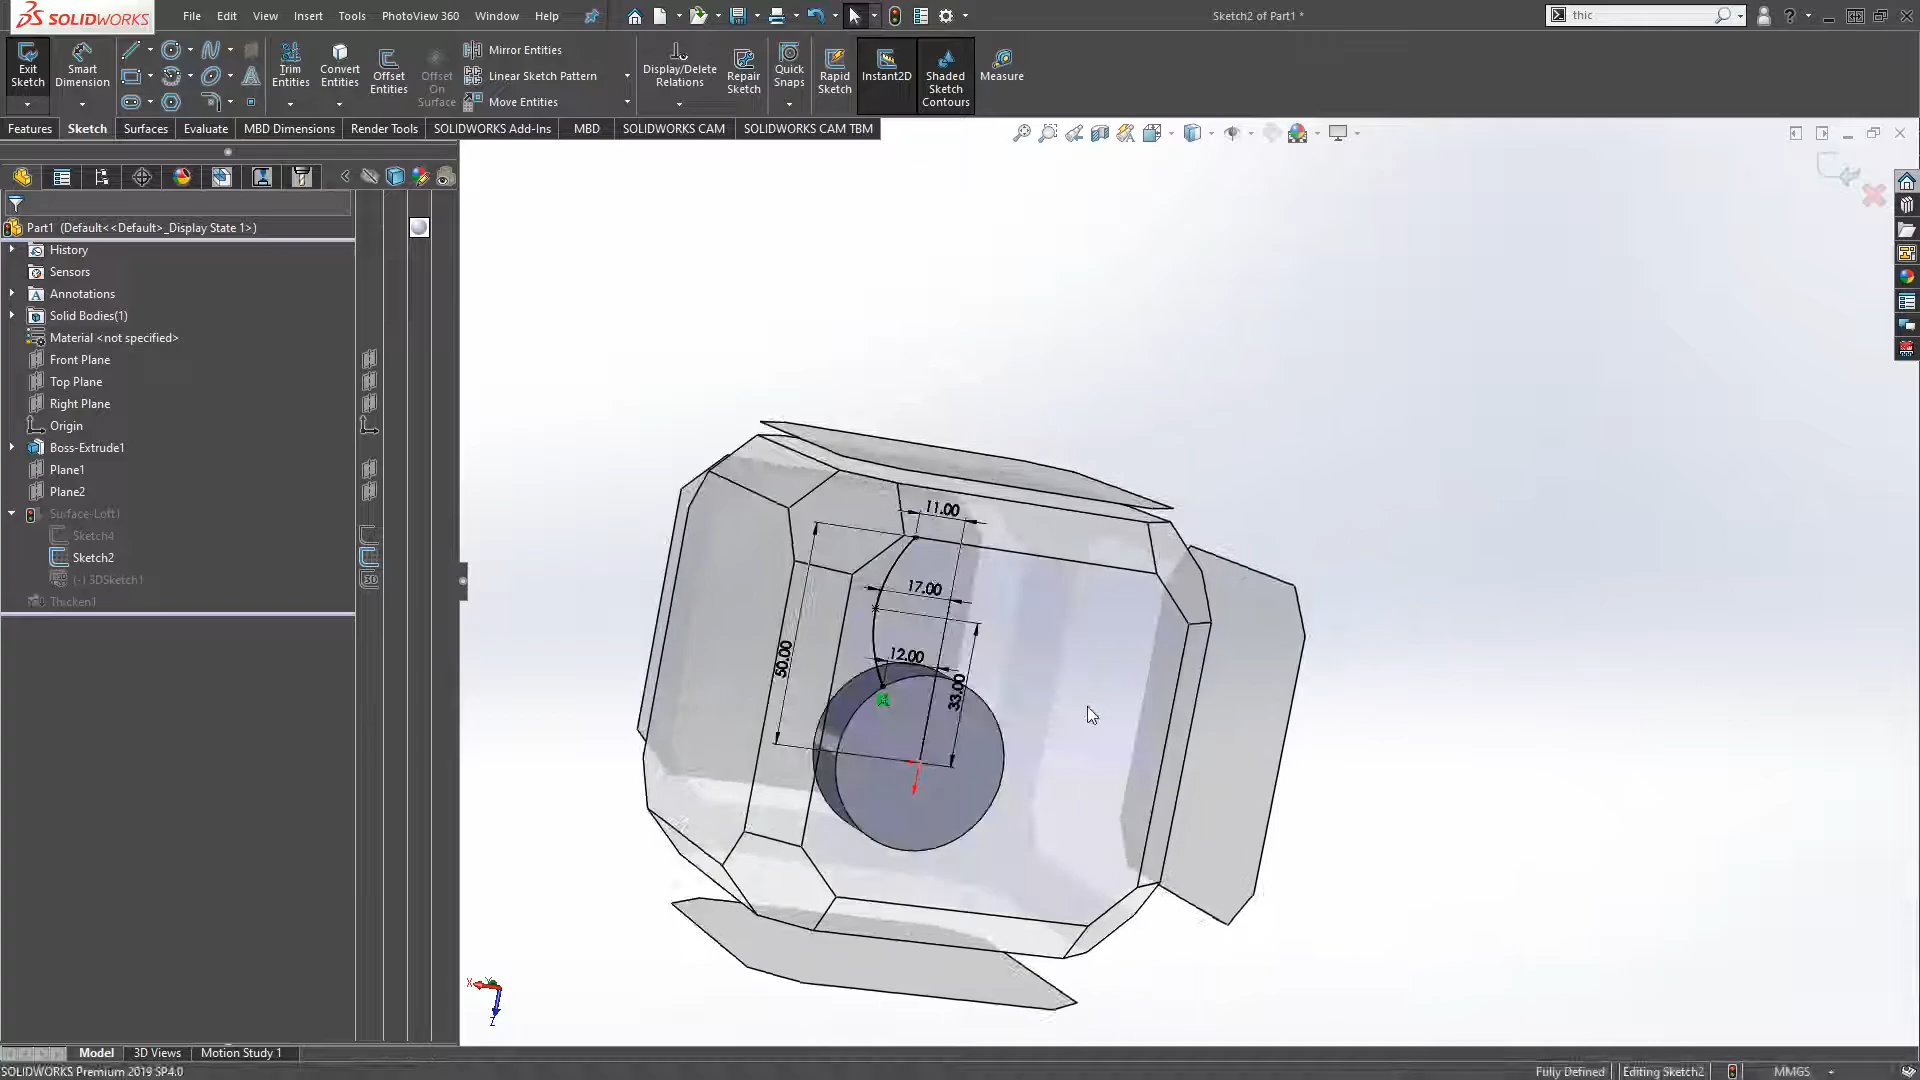 SOLIDWORKS
File Edit View Insert Tools PhotoView 360 Window Help
Sketch2 of Part1 *
thic
Exit Sketch
Smart Dimension
Trim Entities
Convert Entities
Offset Entities
Offset On Surface
Mirror Entities
Linear Sketch Pattern
Move Entities
Display/Delete Relations
Repair Sketch
Quick Snaps
Rapid Sketch
Instant2D
Shaded Sketch Contours
Measure
Features Sketch Surfaces Evaluate MBD Dimensions Render Tools SOLIDWORKS Add-Ins MBD SOLIDWORKS CAM SOLIDWORKS CAM TBM
Part1 (Default<<Default>_Display State 1>)
History
Sensors
Annotations
Solid Bodies(1)
Material <not specified>
Front Plane
Top Plane
Right Plane
Origin
Boss-Extrude1
Plane1
Plane2
Surface-Loft1
Sketch4
Sketch2
(-) 3DSketch1
Thicken1
11.00
17.00
12.00
50.00
33.00
X
Y
Z
Model 3D Views Motion Study 1
SOLIDWORKS Premium 2019 SP4.0
Fully Defined Editing Sketch2 MMGS